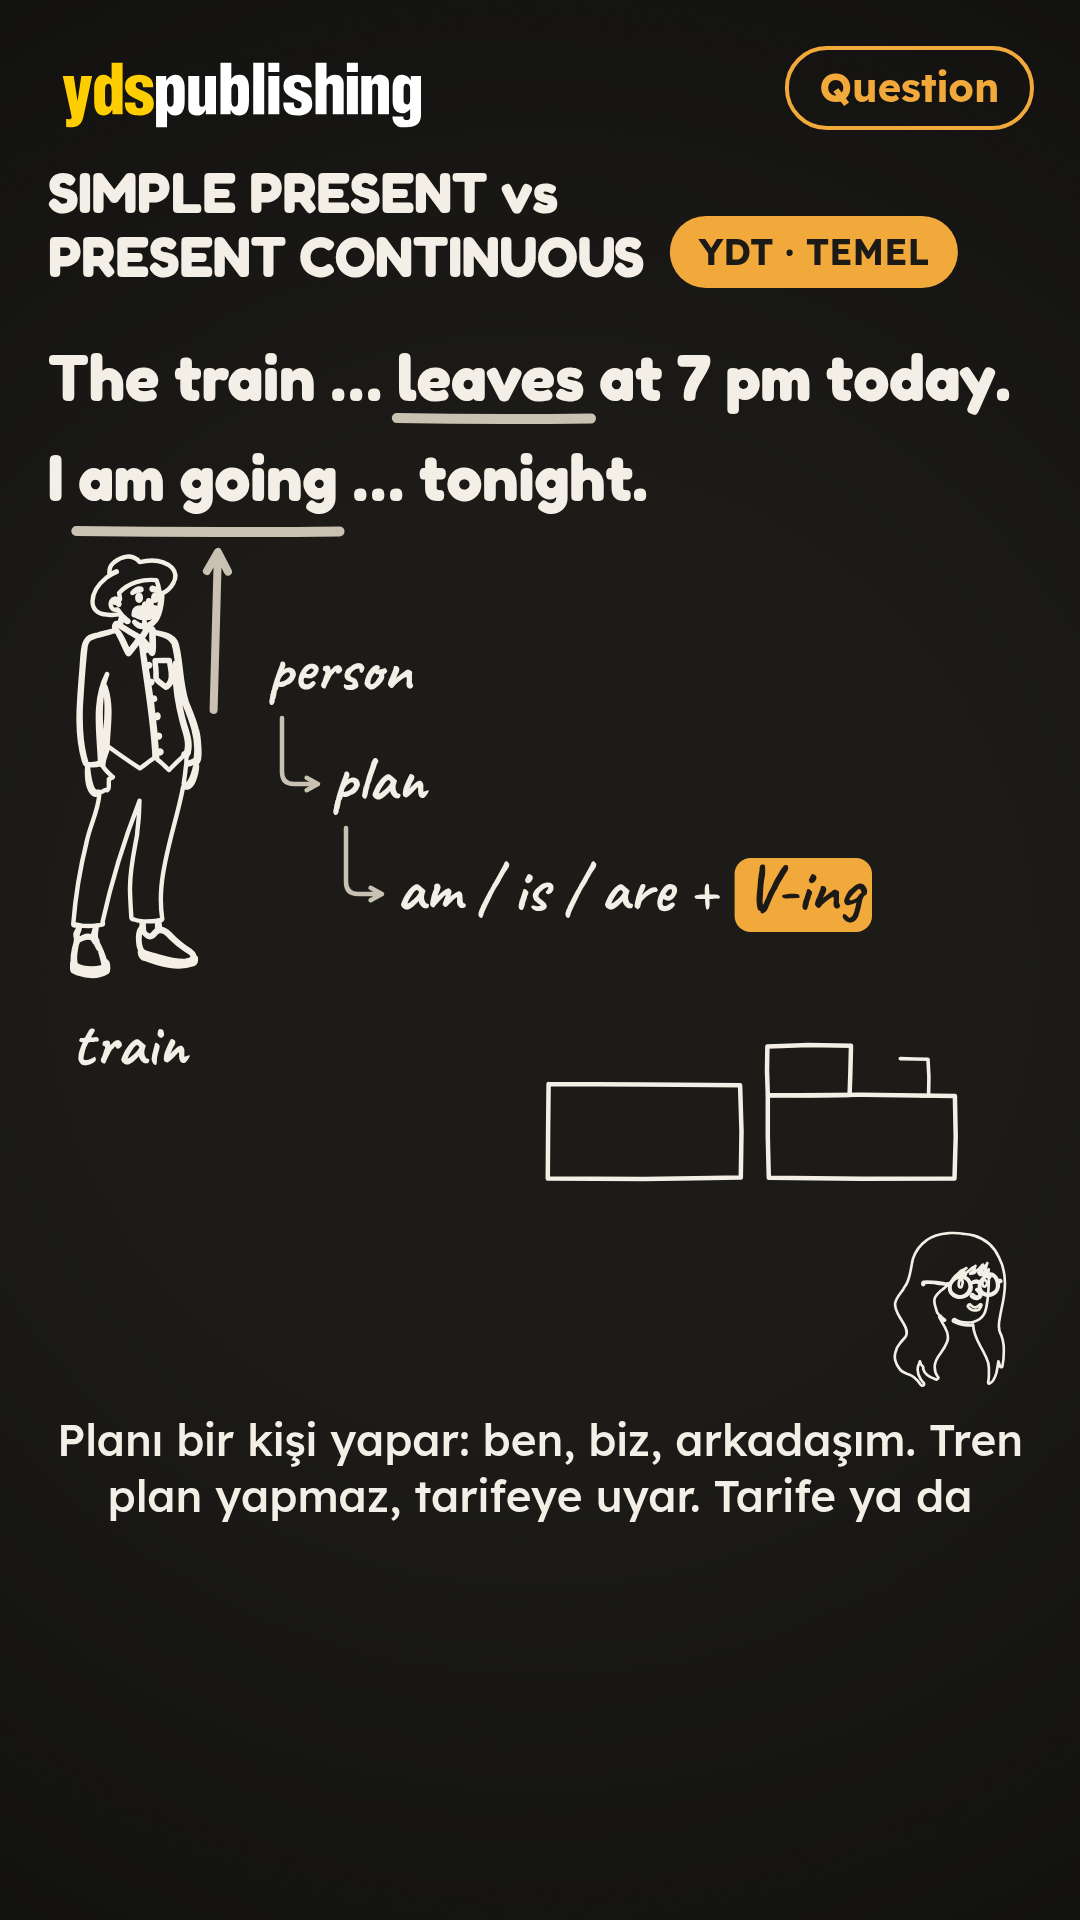 ydspublishing
Question
SIMPLE PRESENT vs
PRESENT CONTINUOUS
YDT · TEMEL
The train ... leaves at 7 pm today.
I am going ... tonight.
person
plan
am / is / are + V-ing
train
Planı bir kişi yapar: ben, biz, arkadaşım. Tren
plan yapmaz, tarifeye uyar. Tarife ya da